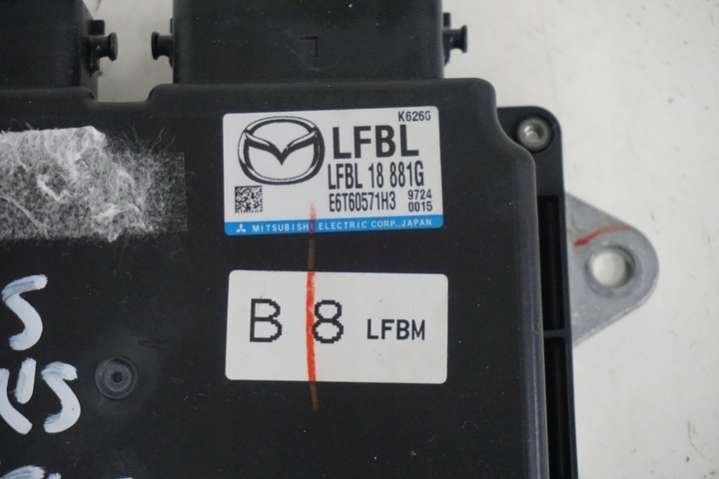 K626G
LFBL
LFBL 18 881G
E6T60571H3 9724
0015
MITSUBISHI ELECTRIC CORP., JAPAN
B 8 LFBM